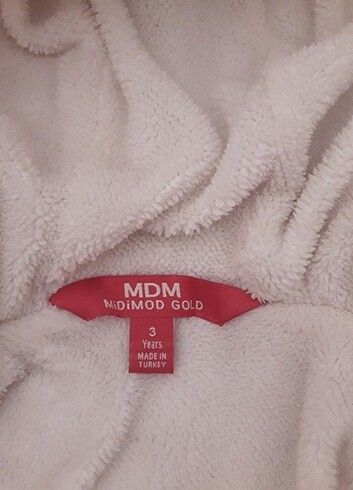 MDM
MiDiMOD GOLD
3
Years
MADE IN
TURKEY